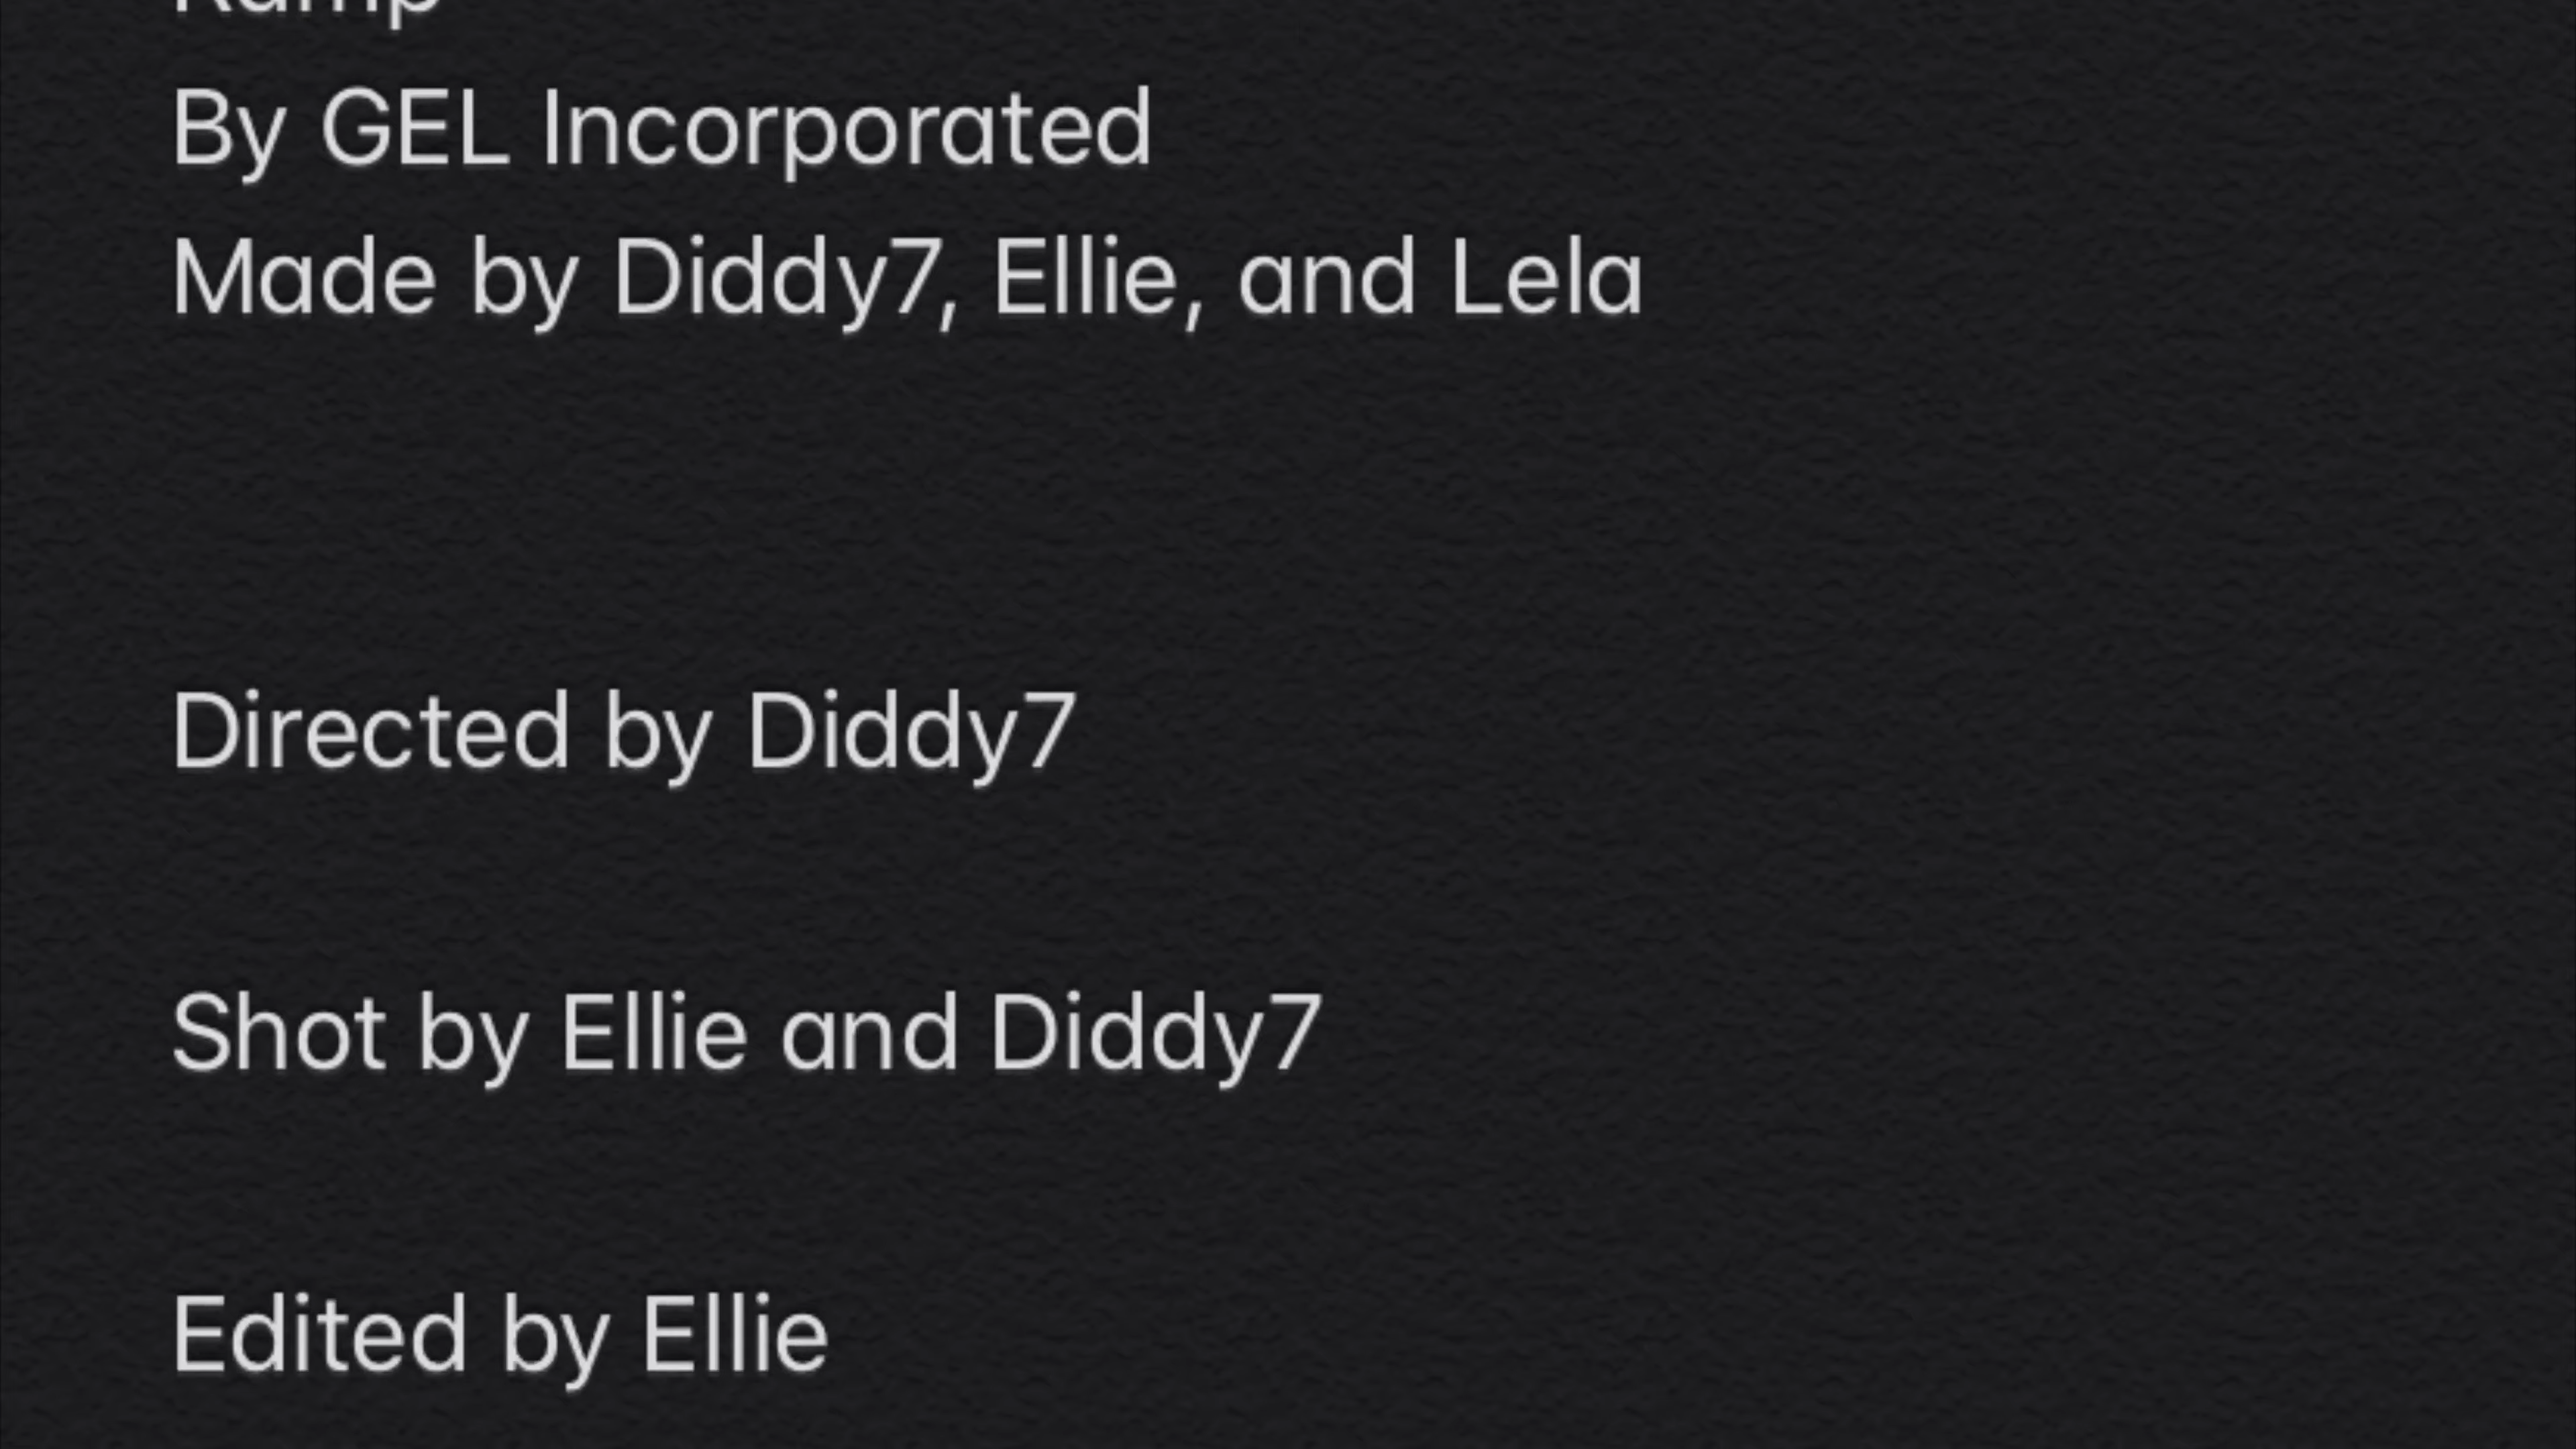 Ramp
By GEL Incorporated
Made by Diddy7, Ellie, and Lela
Directed by Diddy7
Shot by Ellie and Diddy7
Edited by Ellie